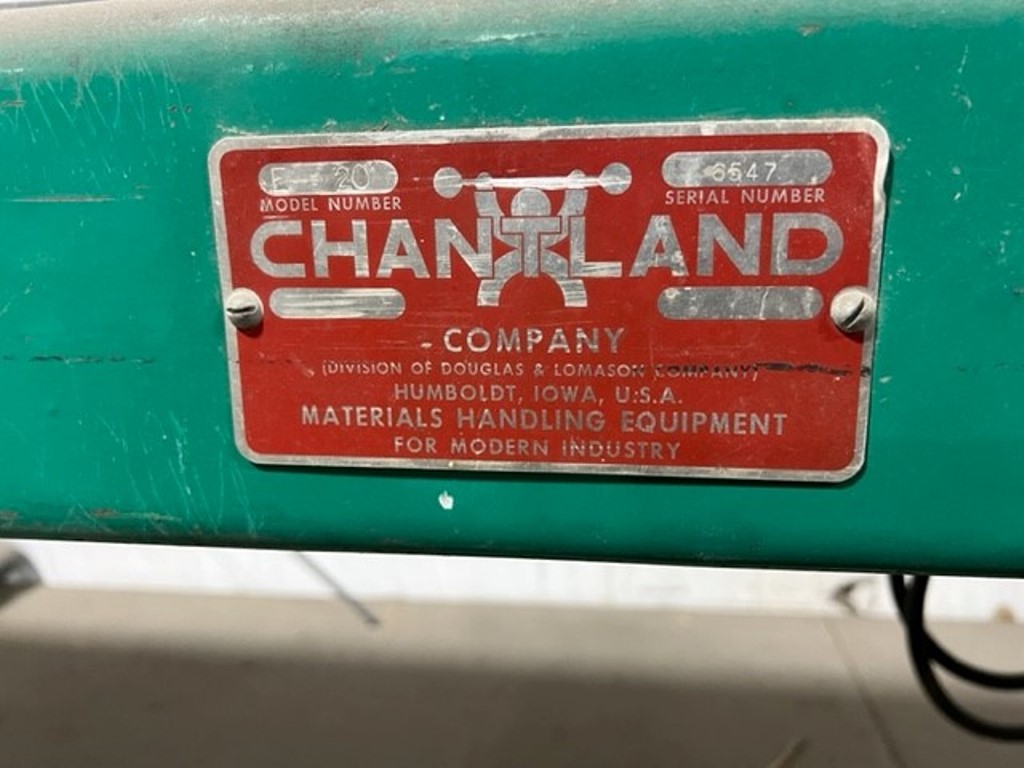 E 20 6547
MODEL NUMBER SERIAL NUMBER
CHANTLAND
COMPANY
(DIVISION OF DOUGLAS & LOMASON COMPANY)
HUMBOLDT, IOWA, U.S.A.
MATERIALS HANDLING EQUIPMENT
FOR MODERN INDUSTRY